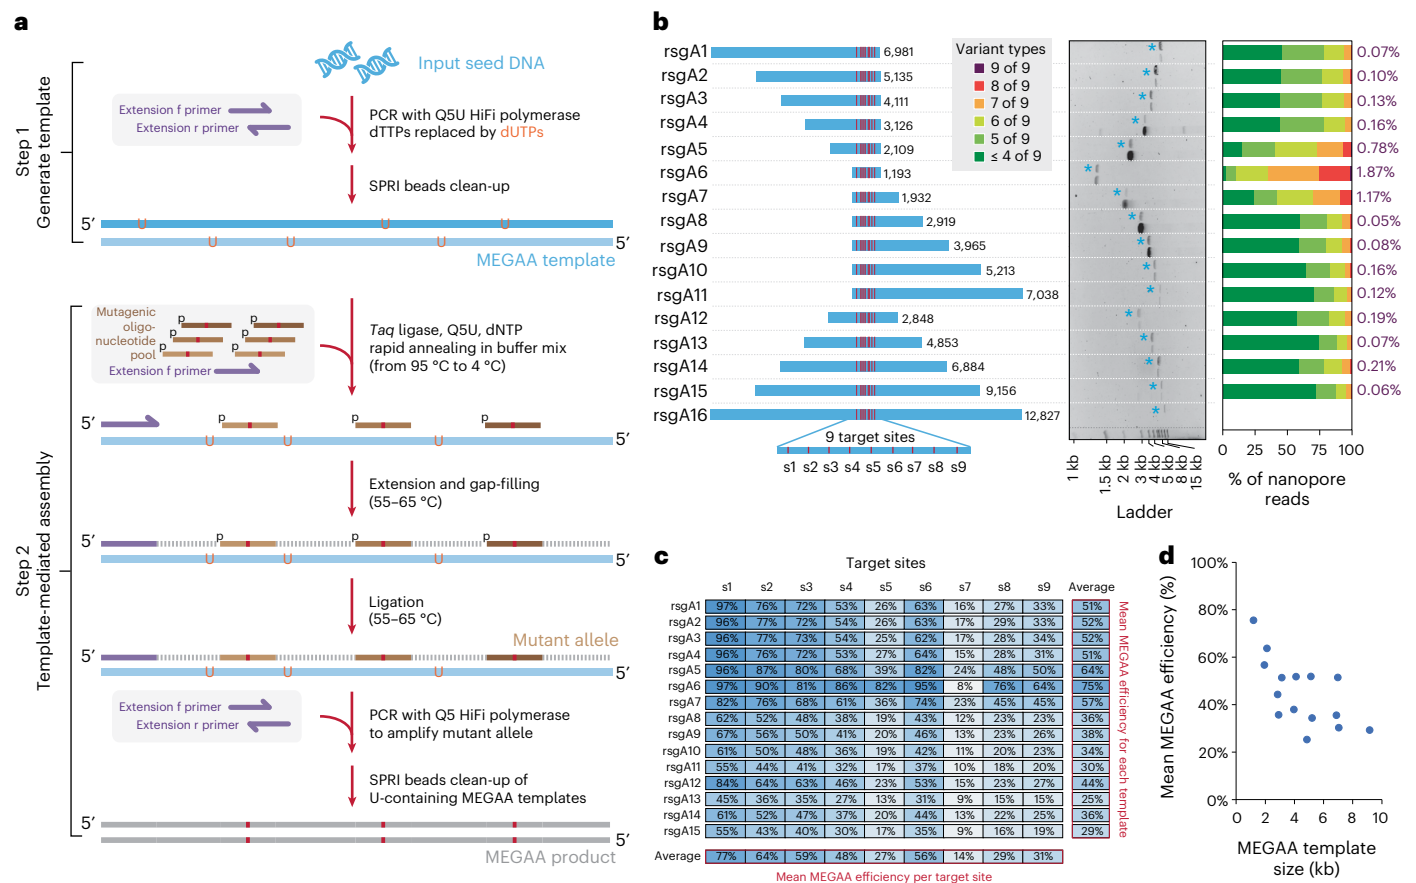 a
Input seed DNA
Step 1
Generate template
Extension f primer
Extension r primer
PCR with Q5U HiFi polymerase
dTTPs replaced by dUTPs
SPRI beads clean-up
5′
U U U
U U U
5′
MEGAA template
Step 2
Template-mediated assembly
Mutagenic
oligo-
nucleotide
pool
p p
p p
p p
Extension f primer
Taq ligase, Q5U, dNTP
rapid annealing in buffer mix
(from 95 °C to 4 °C)
5′
p p p
U U U
5′
Extension and gap-filling
(55–65 °C)
5′
p p p
U U U
5′
Ligation
(55–65 °C)
Mutant allele
5′
U U U
5′
Extension f primer
Extension r primer
PCR with Q5 HiFi polymerase
to amplify mutant allele
SPRI beads clean-up of
U-containing MEGAA templates
5′
5′
MEGAA product
b
Variant types
9 of 9
8 of 9
7 of 9
6 of 9
5 of 9
≤ 4 of 9
rsgA1 6,981 * 0.07%
rsgA2 5,135 * 0.10%
rsgA3 4,111 * 0.13%
rsgA4 3,126 * 0.16%
rsgA5 2,109 * 0.78%
rsgA6 1,193 * 1.87%
rsgA7 1,932 * 1.17%
rsgA8 2,919 * 0.05%
rsgA9 3,965 * 0.08%
rsgA10 5,213 * 0.16%
rsgA11 7,038 * 0.12%
rsgA12 2,848 * 0.19%
rsgA13 4,853 * 0.07%
rsgA14 6,884 * 0.21%
rsgA15 9,156 * 0.06%
rsgA16 12,827 *
9 target sites
s1 s2 s3 s4 s5 s6 s7 s8 s9
1 kb 1.5 kb 2 kb 3 kb 4 kb 5 kb 8 kb 15 kb
Ladder
0 25 50 75 100
% of nanopore
reads
c
Target sites
s1 s2 s3 s4 s5 s6 s7 s8 s9 Average
rsgA1 97% 76% 72% 53% 26% 63% 16% 27% 33% 51%
rsgA2 96% 77% 72% 54% 26% 63% 17% 29% 33% 52%
rsgA3 96% 77% 73% 54% 25% 62% 17% 28% 34% 52%
rsgA4 96% 76% 72% 53% 27% 64% 15% 28% 31% 51%
rsgA5 96% 87% 80% 68% 39% 82% 24% 48% 50% 64%
rsgA6 97% 90% 81% 86% 82% 95% 8% 76% 64% 75%
rsgA7 82% 76% 68% 61% 36% 74% 23% 45% 45% 57%
rsgA8 62% 52% 48% 38% 19% 43% 12% 23% 23% 36%
rsgA9 67% 56% 50% 41% 20% 46% 13% 23% 26% 38%
rsgA10 61% 50% 48% 36% 19% 42% 11% 20% 23% 34%
rsgA11 55% 44% 41% 32% 17% 37% 10% 18% 20% 30%
rsgA12 84% 64% 63% 46% 23% 53% 15% 23% 27% 44%
rsgA13 45% 36% 35% 27% 13% 31% 9% 15% 15% 25%
rsgA14 61% 52% 47% 37% 20% 44% 13% 22% 25% 36%
rsgA15 55% 43% 40% 30% 17% 35% 9% 16% 19% 29%
Average 77% 64% 59% 48% 27% 56% 14% 29% 31%
Mean MEGAA efficiency per target site
Mean MEGAA efficiency for each template
d
Mean MEGAA efficiency (%)
100%
80%
60%
40%
20%
0%
0 2 4 6 8 10
MEGAA template
size (kb)